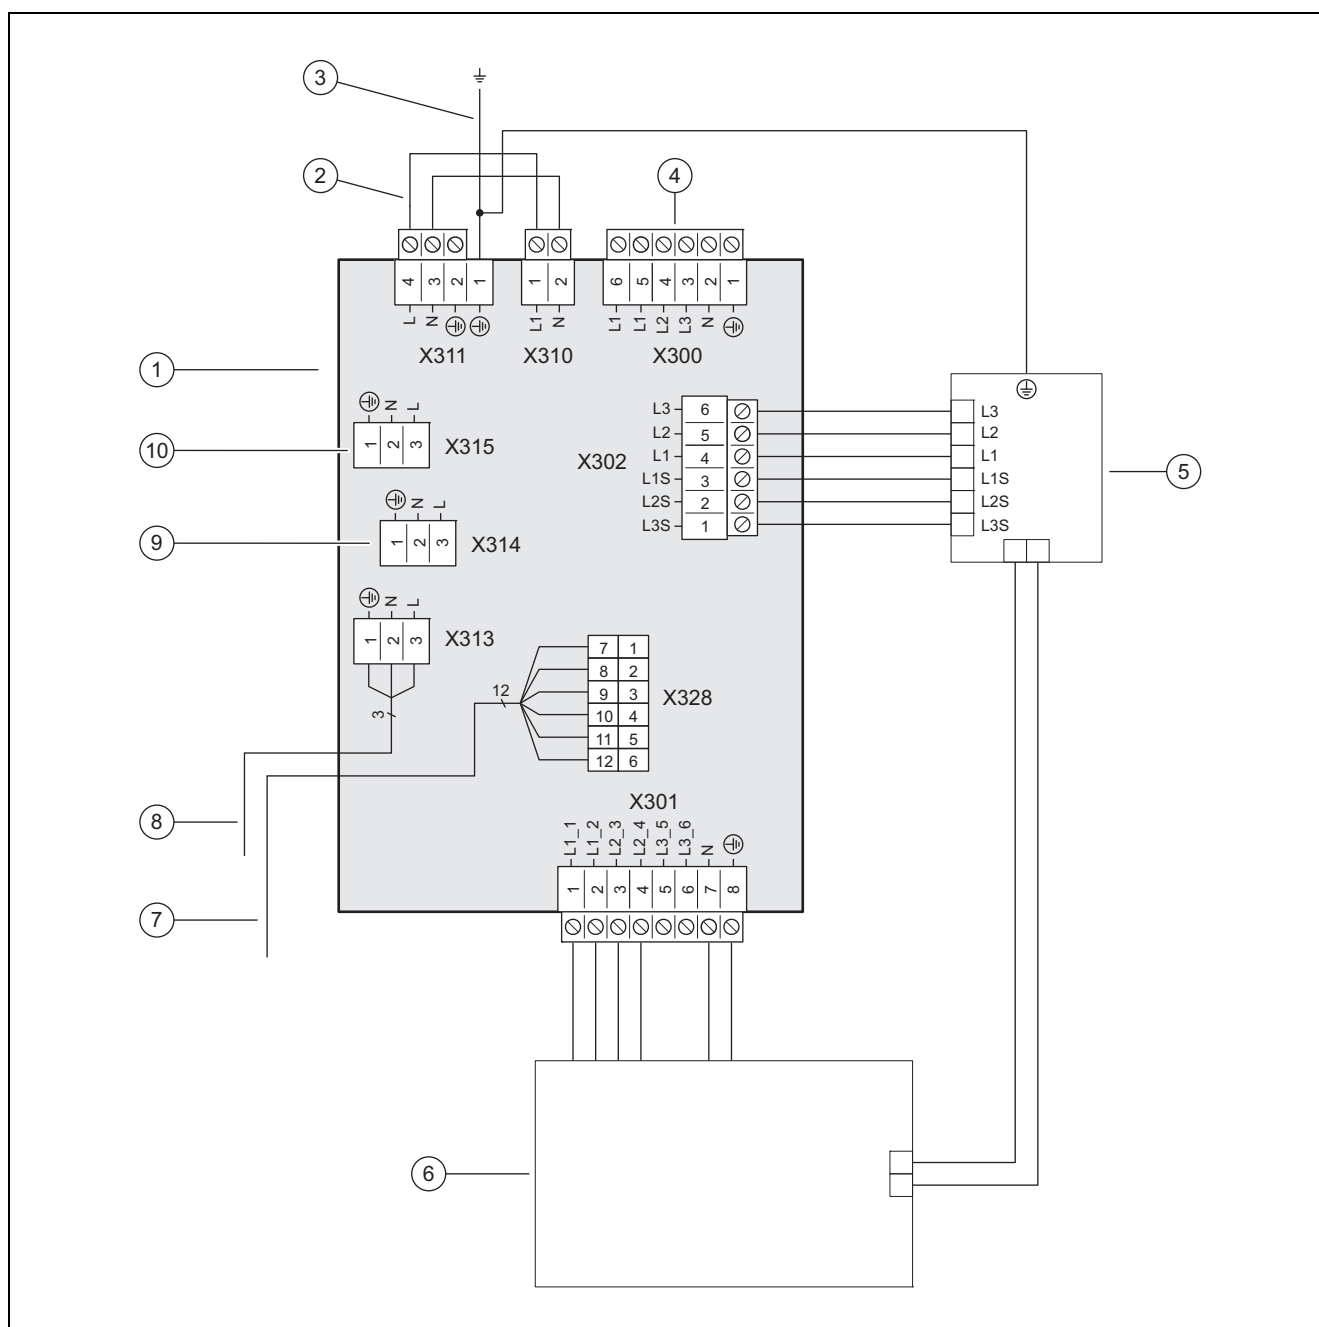 3
2
4
4 3 2 1
1 2
6 5 4 3 2 1
L N
L1 N
L1 L1 L2 L3 N
X311
X310
X300
1
N L
1 2 3
X315
10
X302
L3 6
L2 5
L1 4
L1S 3
L2S 2
L3S 1
L3
L2
L1
L1S
L2S
L3S
5
N L
1 2 3
X314
9
N L
1 2 3
X313
3
12
7 1
8 2
9 3
10 4
11 5
12 6
X328
8
7
X301
L1_1 L1_2 L2_3 L2_4 L3_5 L3_6 N
1 2 3 4 5 6 7 8
6